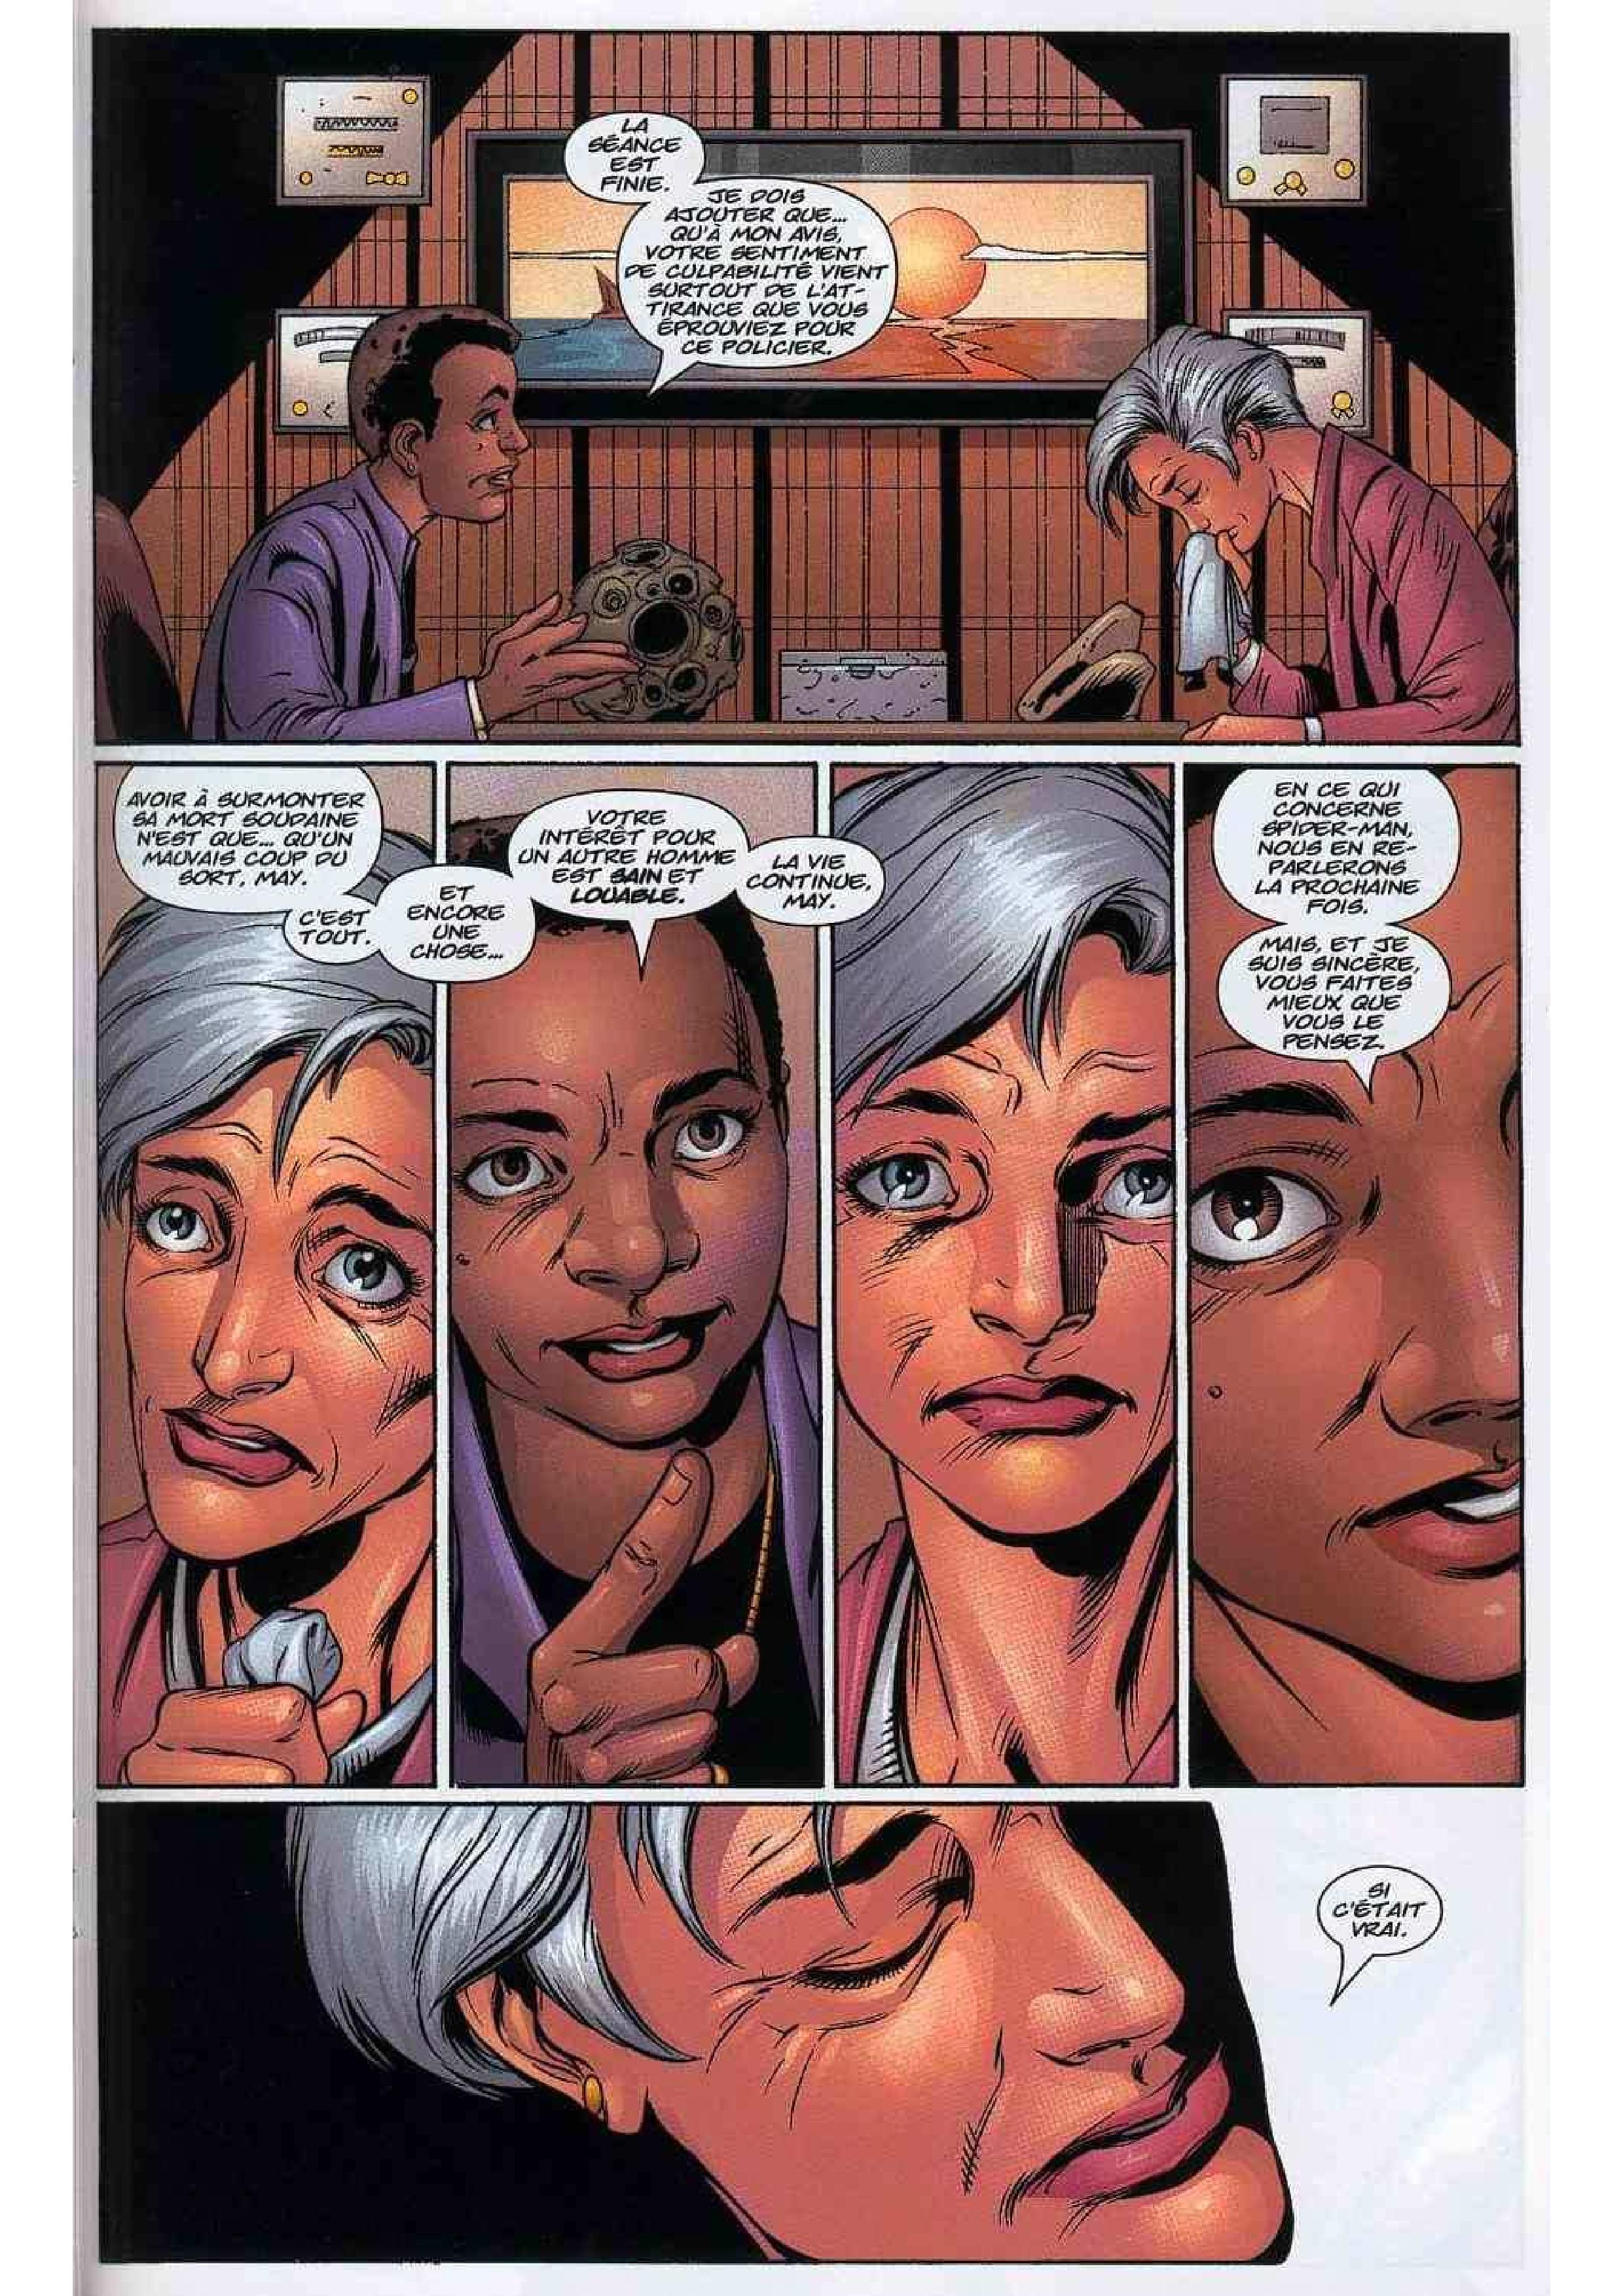 LA
SÉANCE
EST
FINIE.
JE DOIS
AJOUTER QUE...
QU'À MON AVIS,
VOTRE SENTIMENT
DE CULPABILITÉ VIENT
SURTOUT DE L'AT-
TIRANCE QUE VOUS
ÉPROUVIEZ POUR
CE POLICIER.
AVOIR À SURMONTER
SA MORT SOUDAINE
N'EST QUE... QU'UN
MAUVAIS COUP DU
SORT, MAY.
C'EST
TOUT.
ET
ENCORE
UNE
CHOSE...
VOTRE
INTÉRÊT POUR
UN AUTRE HOMME
EST SAIN ET
LOUABLE.
LA VIE
CONTINUE,
MAY.
EN CE QUI
CONCERNE
SPIDER-MAN,
NOUS EN RE-
PARLERONS
LA PROCHAINE
FOIS.
MAIS, ET JE
SUIS SINCÈRE,
VOUS FAITES
MIEUX QUE
VOUS LE
PENSEZ.
SI
C'ÉTAIT
VRAI.